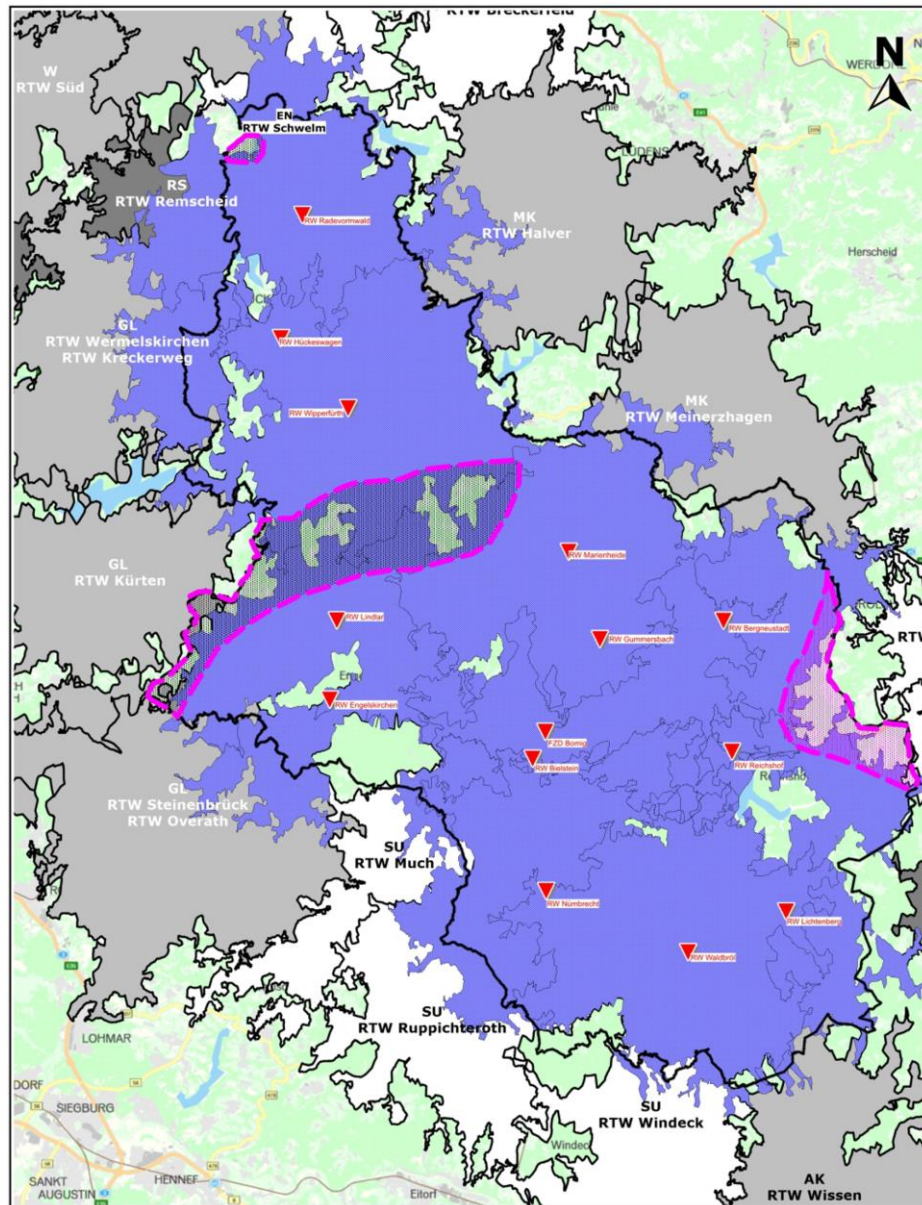 RTW Breckerfeld
N
WERDOHL
W
RTW Süd
EN
RTW Schwelm
RS
RTW Remscheid
RW Radevormwald
MK
RTW Halver
Herscheid
GL
RTW Wermelskirchen
RTW Kreckerweg
RW Hückeswagen
RW Wipperfürth
MK
RTW Meinerzhagen
GL
RTW Kürten
RW Marienheide
RW Lindlar
RW Gummersbach
RW Bergneustadt
RW Engelskirchen
FZD Bomig
RW Bielstein
RW Reichshof
GL
RTW Steinenbrück
RTW Overath
SU
RTW Much
RW Nümbrecht
RW Lichtenberg
RW Waldbröl
SU
RTW Ruppichteroth
LOHMAR
SU
RTW Windeck
DORF
SIEGBURG
HENNEF
SANKT
AUGUSTIN
Eitorf
Windeck
AK
RTW Wissen